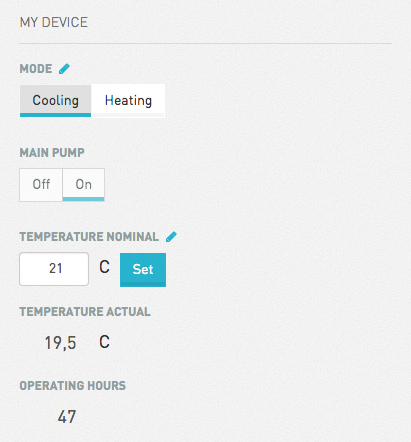 MY DEVICE
MODE
Cooling Heating
MAIN PUMP
Off On
TEMPERATURE NOMINAL
21 C Set
TEMPERATURE ACTUAL
19,5 C
OPERATING HOURS
47